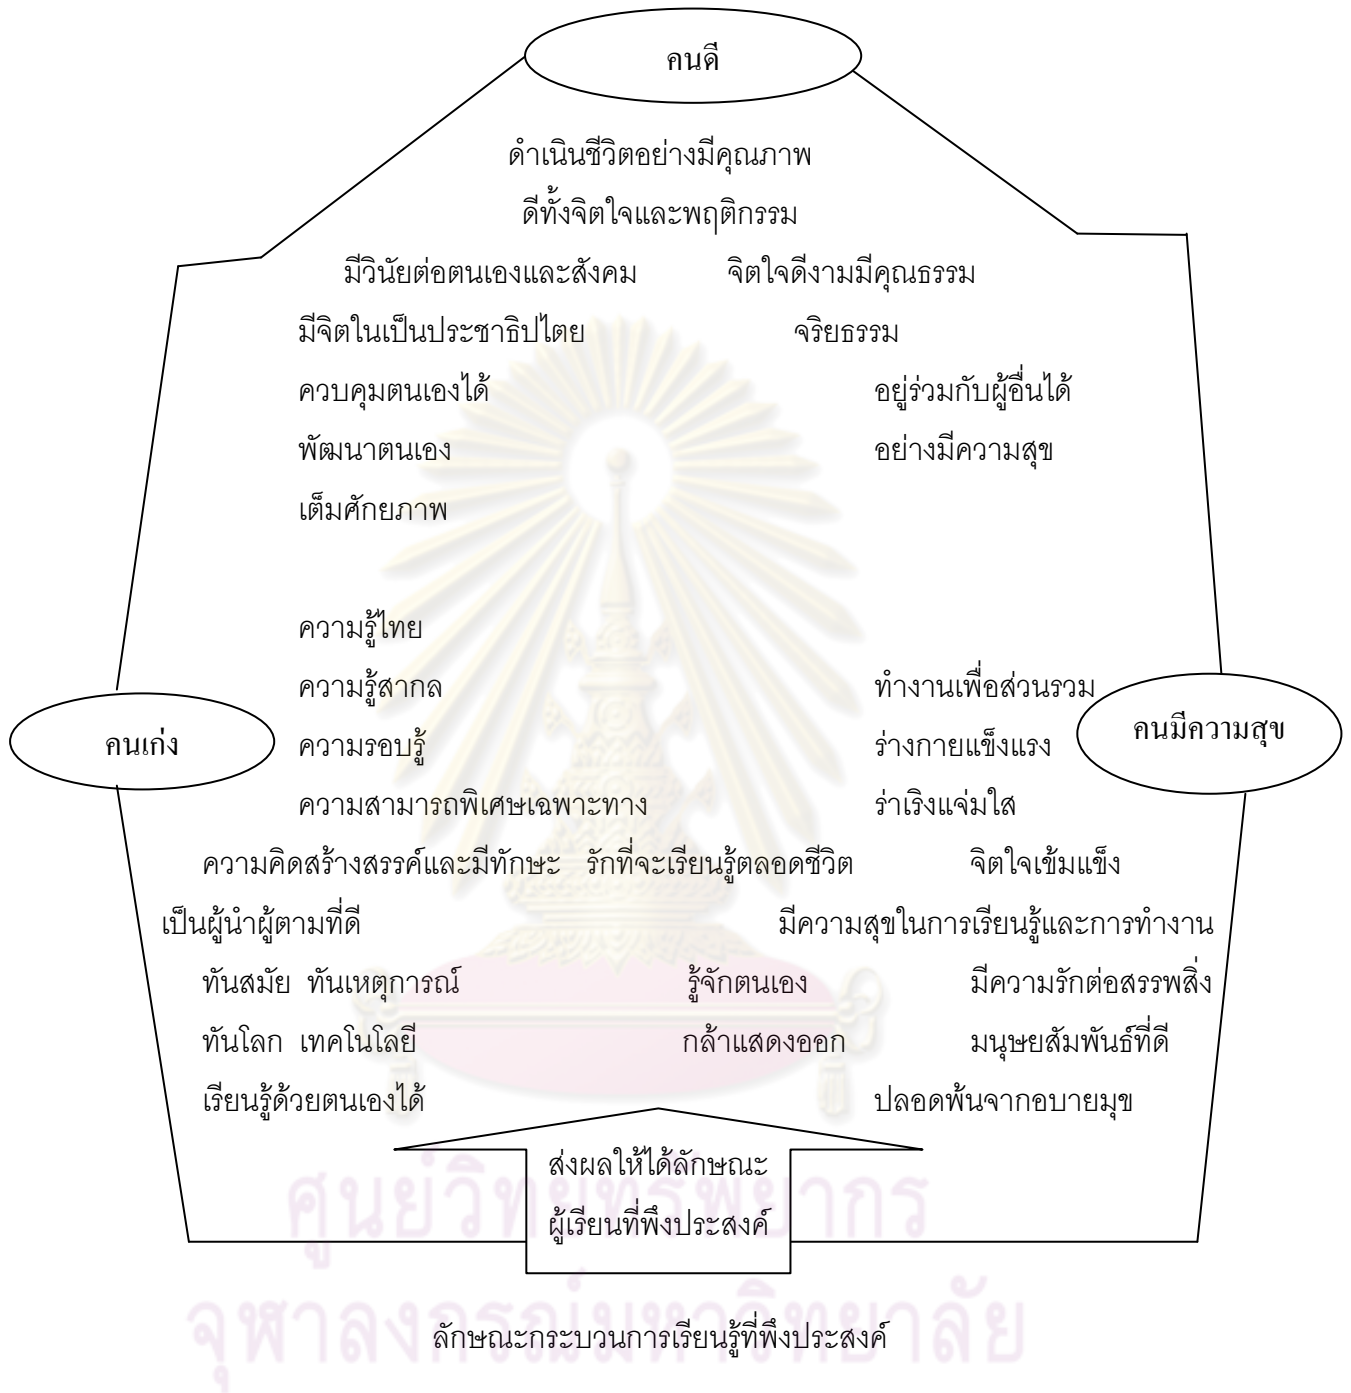 คนดี
ดำเนินชีวิตอย่างมีคุณภาพ
ดีทั้งจิตใจและพฤติกรรม
มีวินัยต่อตนเองและสังคม จิตใจดีงามมีคุณธรรม
มีจิตในเป็นประชาธิปไตย จริยธรรม
ควบคุมตนเองได้ อยู่ร่วมกับผู้อื่นได้
พัฒนาตนเอง อย่างมีความสุข
เต็มศักยภาพ
ความรู้ไทย
ความรู้สากล ทำงานเพื่อส่วนรวม
คนเก่ง ความรอบรู้ ร่างกายแข็งแรง คนมีความสุข
ความสามารถพิเศษเฉพาะทาง ร่าเริงแจ่มใส
ความคิดสร้างสรรค์และมีทักษะ รักที่จะเรียนรู้ตลอดชีวิต จิตใจเข้มแข็ง
เป็นผู้นำผู้ตามที่ดี มีความสุขในการเรียนรู้และการทำงาน
ทันสมัย ทันเหตุการณ์ รู้จักตนเอง มีความรักต่อสรรพสิ่ง
ทันโลก เทคโนโลยี กล้าแสดงออก มนุษยสัมพันธ์ที่ดี
เรียนรู้ด้วยตนเองได้ ปลอดพ้นจากอบายมุข
ส่งผลให้ได้ลักษณะ
ผู้เรียนที่พึงประสงค์
ศูนย์วิทยทรัพยากร
จุฬาลงกรณ์มหาวิทยาลัย
ลักษณะกระบวนการเรียนรู้ที่พึงประสงค์